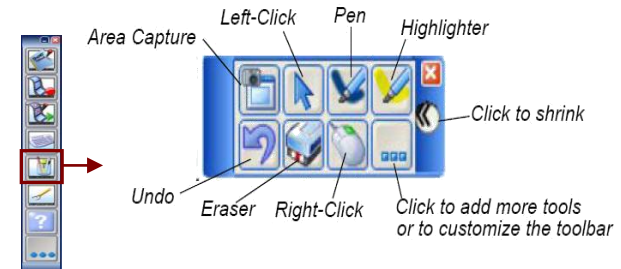 Pen
Left-Click
Highlighter
Area Capture
Click to shrink
Undo
Eraser
Right-Click
Click to add more tools
or to customize the toolbar